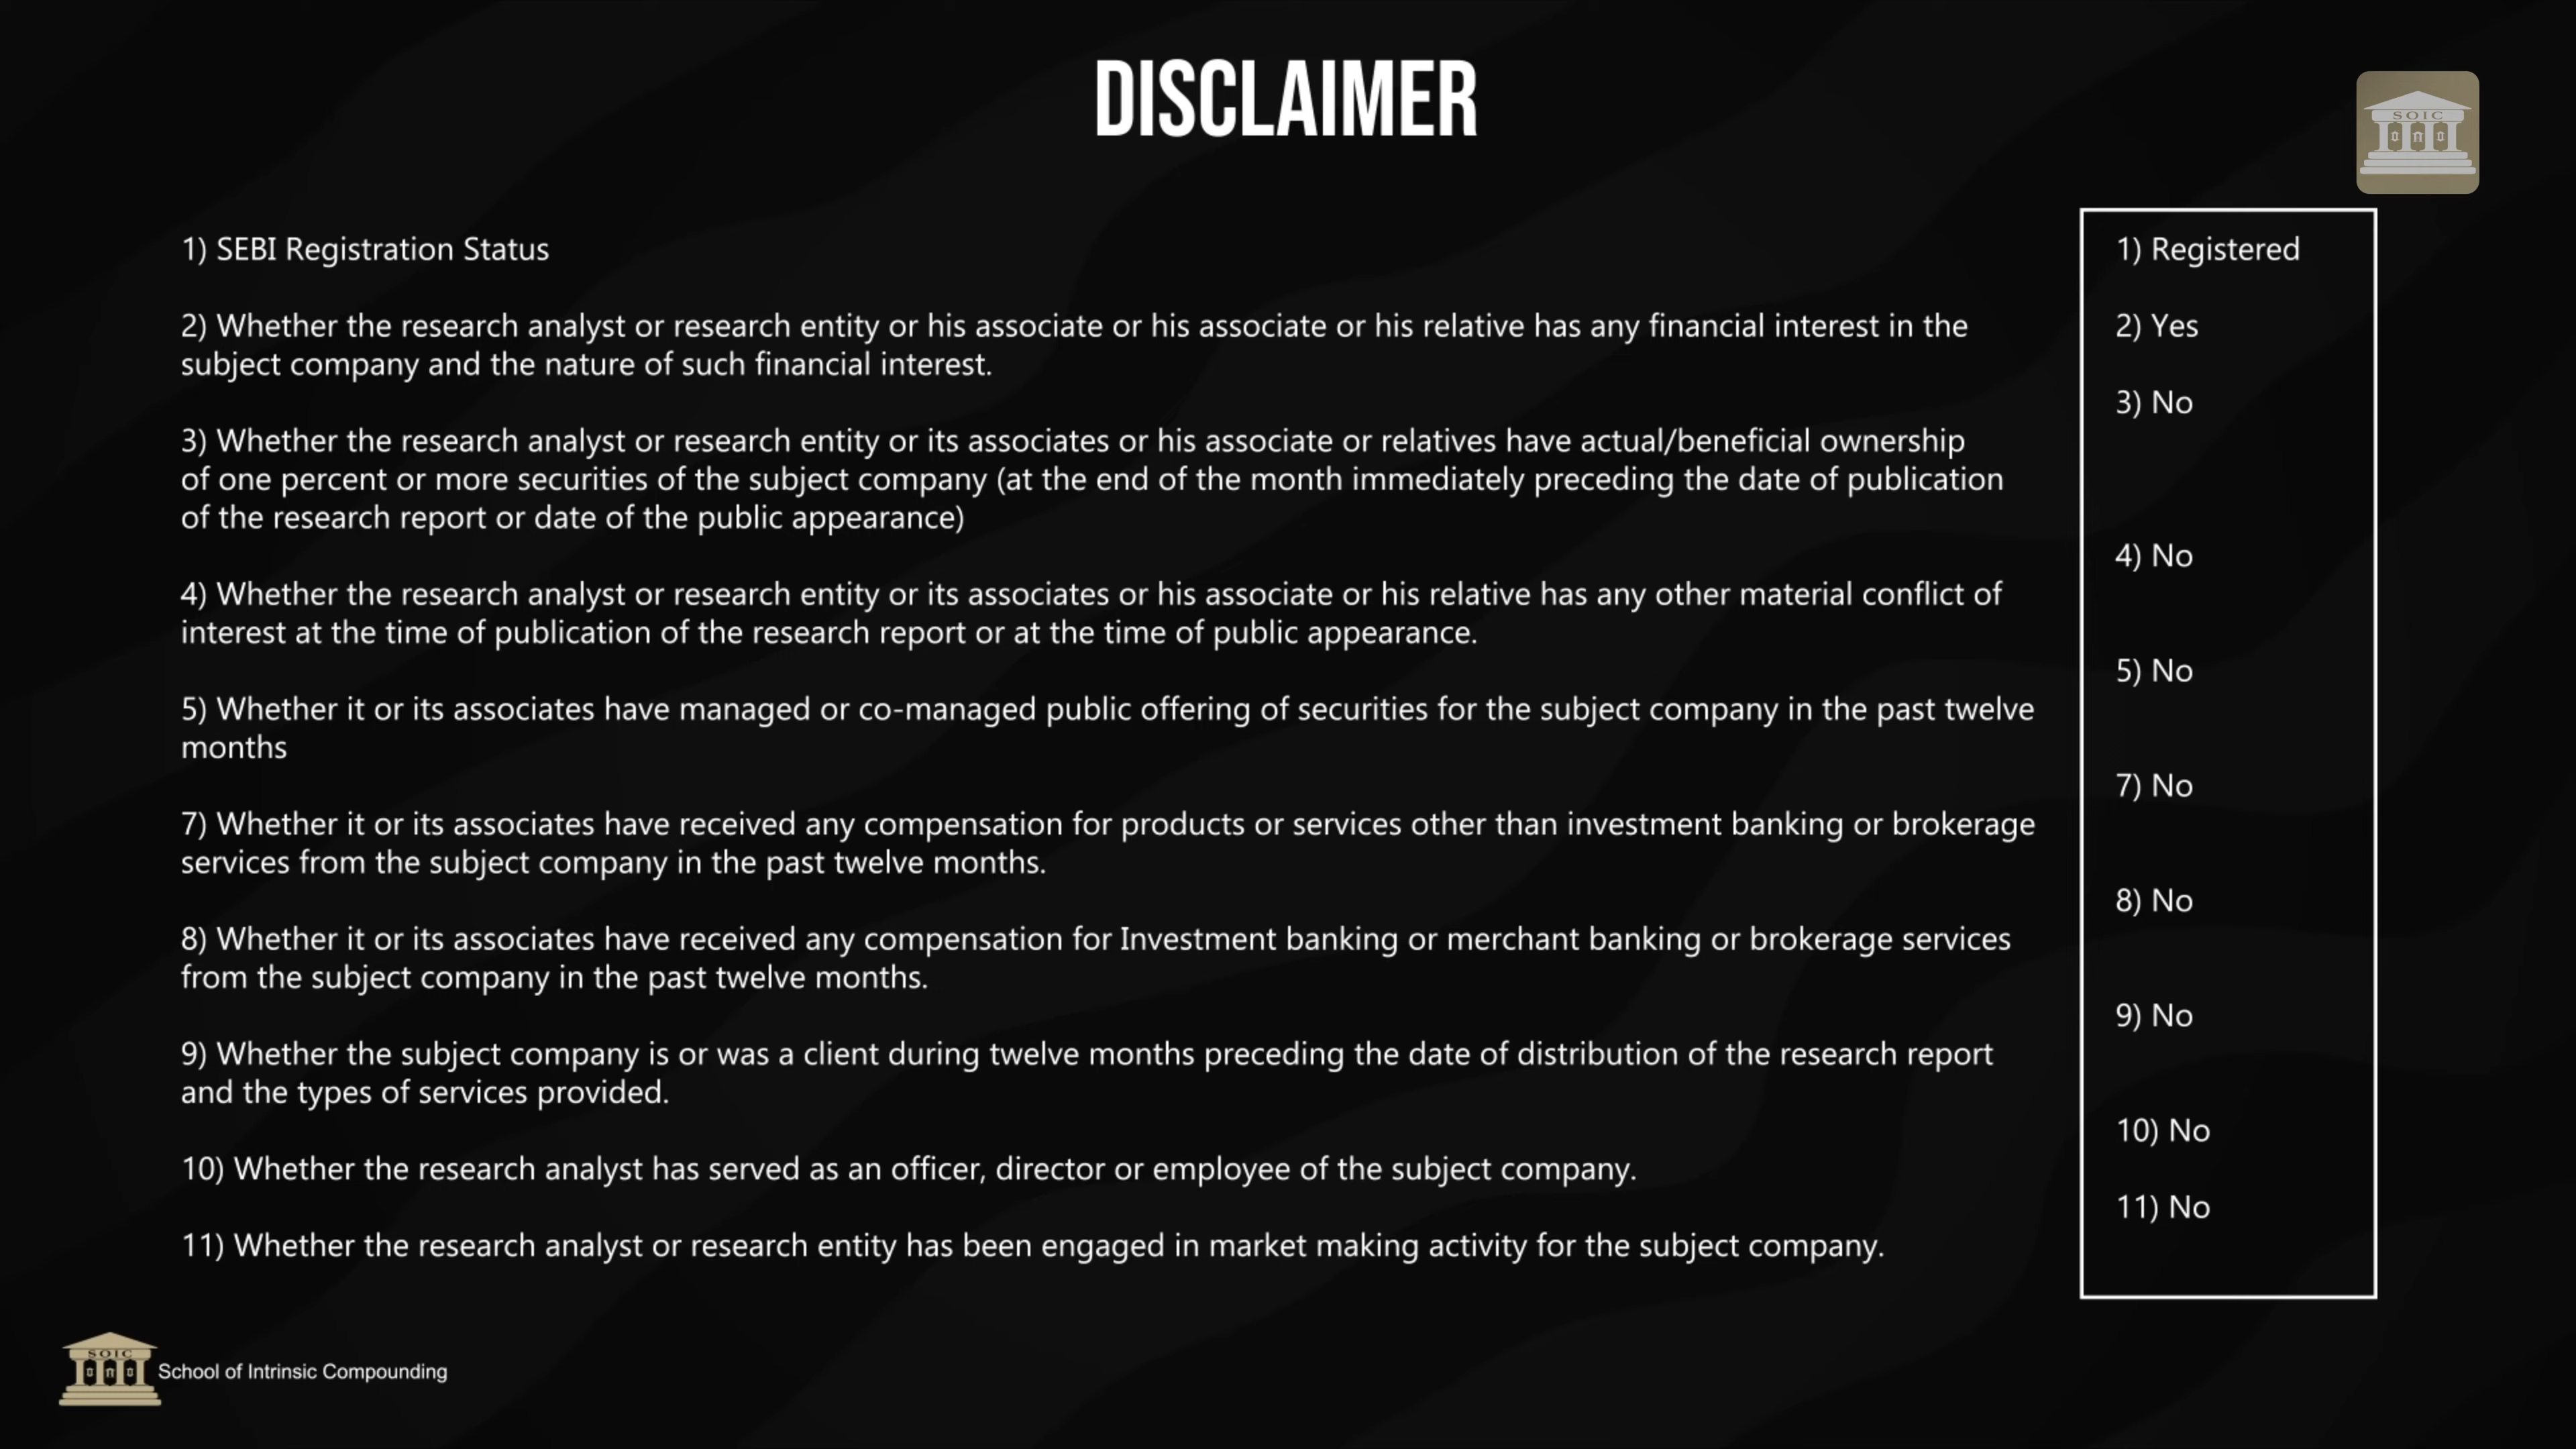 DISCLAIMER
SOIC
1) SEBI Registration Status
2) Whether the research analyst or research entity or his associate or his associate or his relative has any financial interest in the
subject company and the nature of such financial interest.
3) Whether the research analyst or research entity or its associates or his associate or relatives have actual/beneficial ownership
of one percent or more securities of the subject company (at the end of the month immediately preceding the date of publication
of the research report or date of the public appearance)
4) Whether the research analyst or research entity or its associates or his associate or his relative has any other material conflict of
interest at the time of publication of the research report or at the time of public appearance.
5) Whether it or its associates have managed or co-managed public offering of securities for the subject company in the past twelve
months
7) Whether it or its associates have received any compensation for products or services other than investment banking or brokerage
services from the subject company in the past twelve months.
8) Whether it or its associates have received any compensation for Investment banking or merchant banking or brokerage services
from the subject company in the past twelve months.
9) Whether the subject company is or was a client during twelve months preceding the date of distribution of the research report
and the types of services provided.
10) Whether the research analyst has served as an officer, director or employee of the subject company.
11) Whether the research analyst or research entity has been engaged in market making activity for the subject company.
1) Registered
2) Yes
3) No
4) No
5) No
7) No
8) No
9) No
10) No
11) No
SOIC
School of Intrinsic Compounding